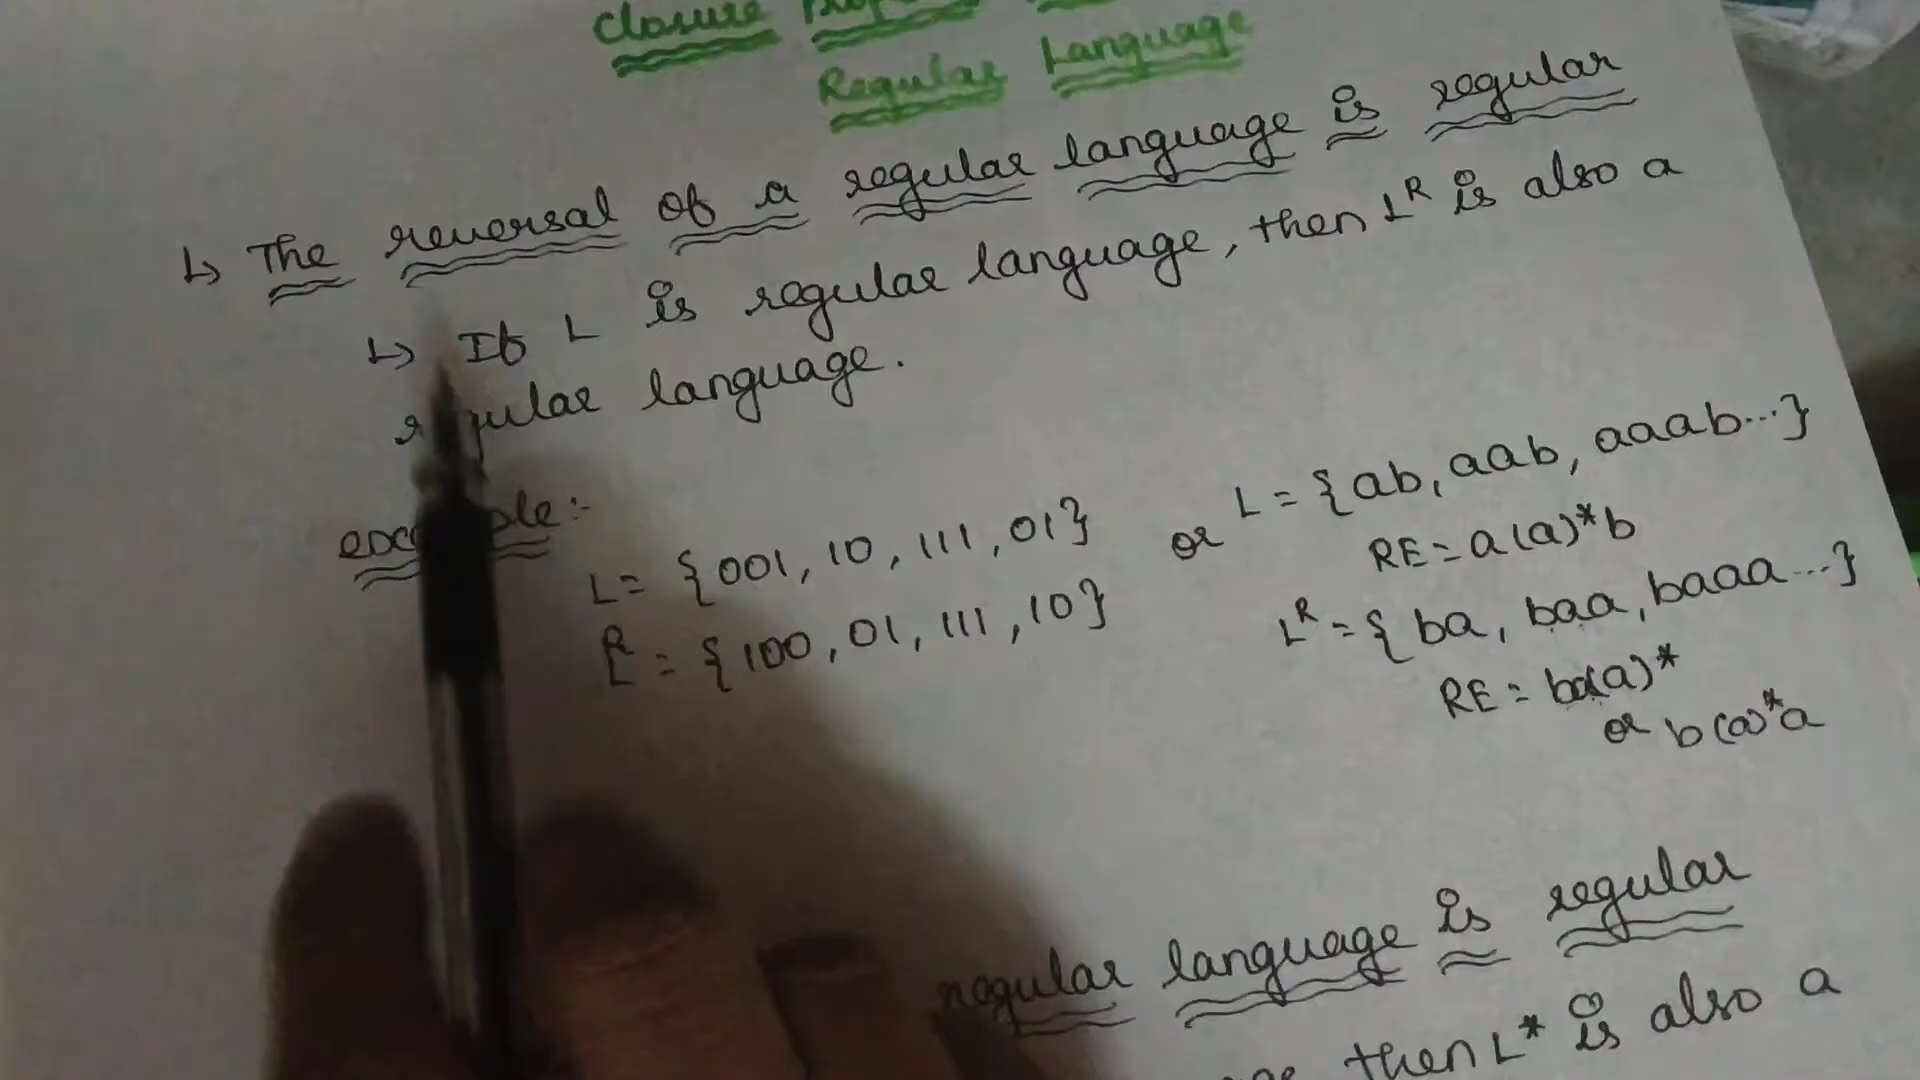 Closure
Regular Language
↳ The reversal of a regular language is regular
↳ If L is regular language, then L^R is also a
regular language.
example:-
L = {001, 10, 111, 01}
L^R = {100, 01, 111, 10}
or L = {ab, aab, aaab...}
RE = a(a)*b
L^R = {ba, baa, baaa...}
RE = ba(a)*
or b(a)*a
regular language is regular
then L* is also a